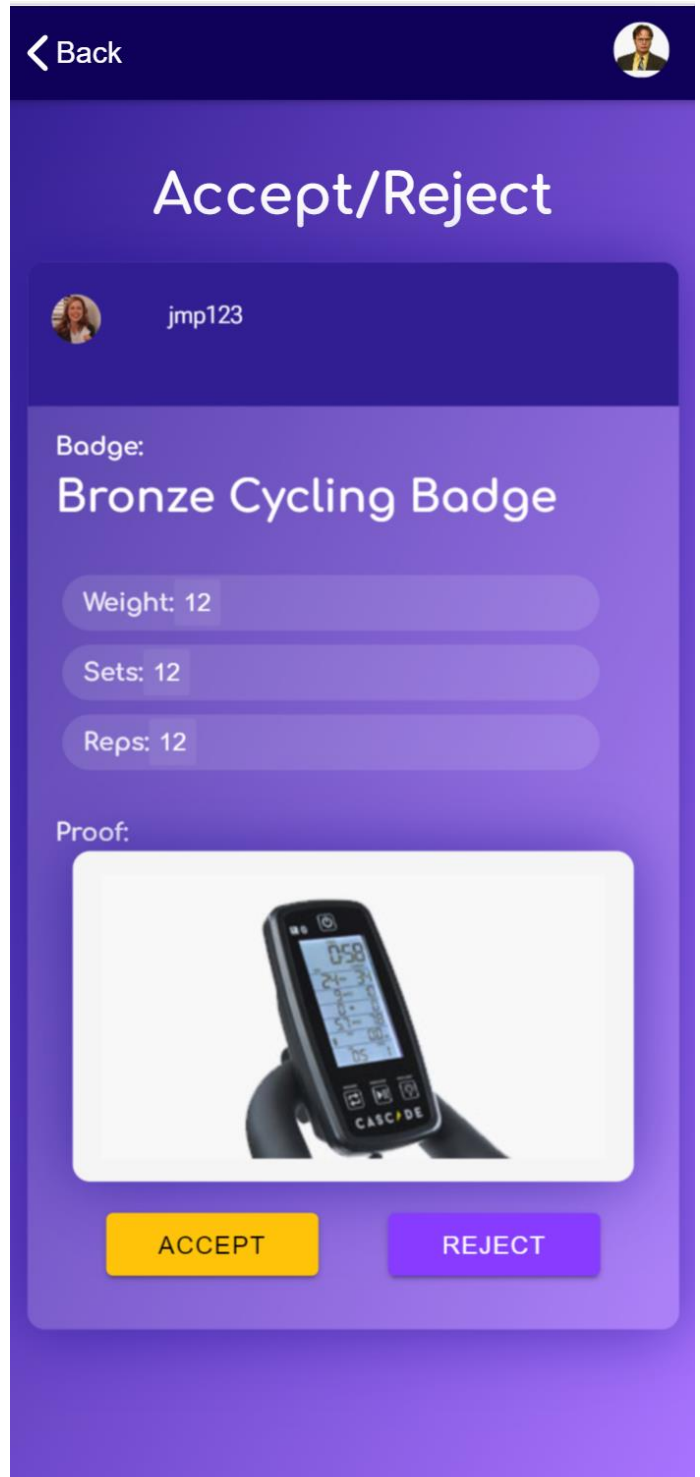 Back
Accept/Reject
jmp123
Badge:
Bronze Cycling Badge
Weight: 12
Sets: 12
Reps: 12
Proof:
0:58
CASCADE
ACCEPT
REJECT